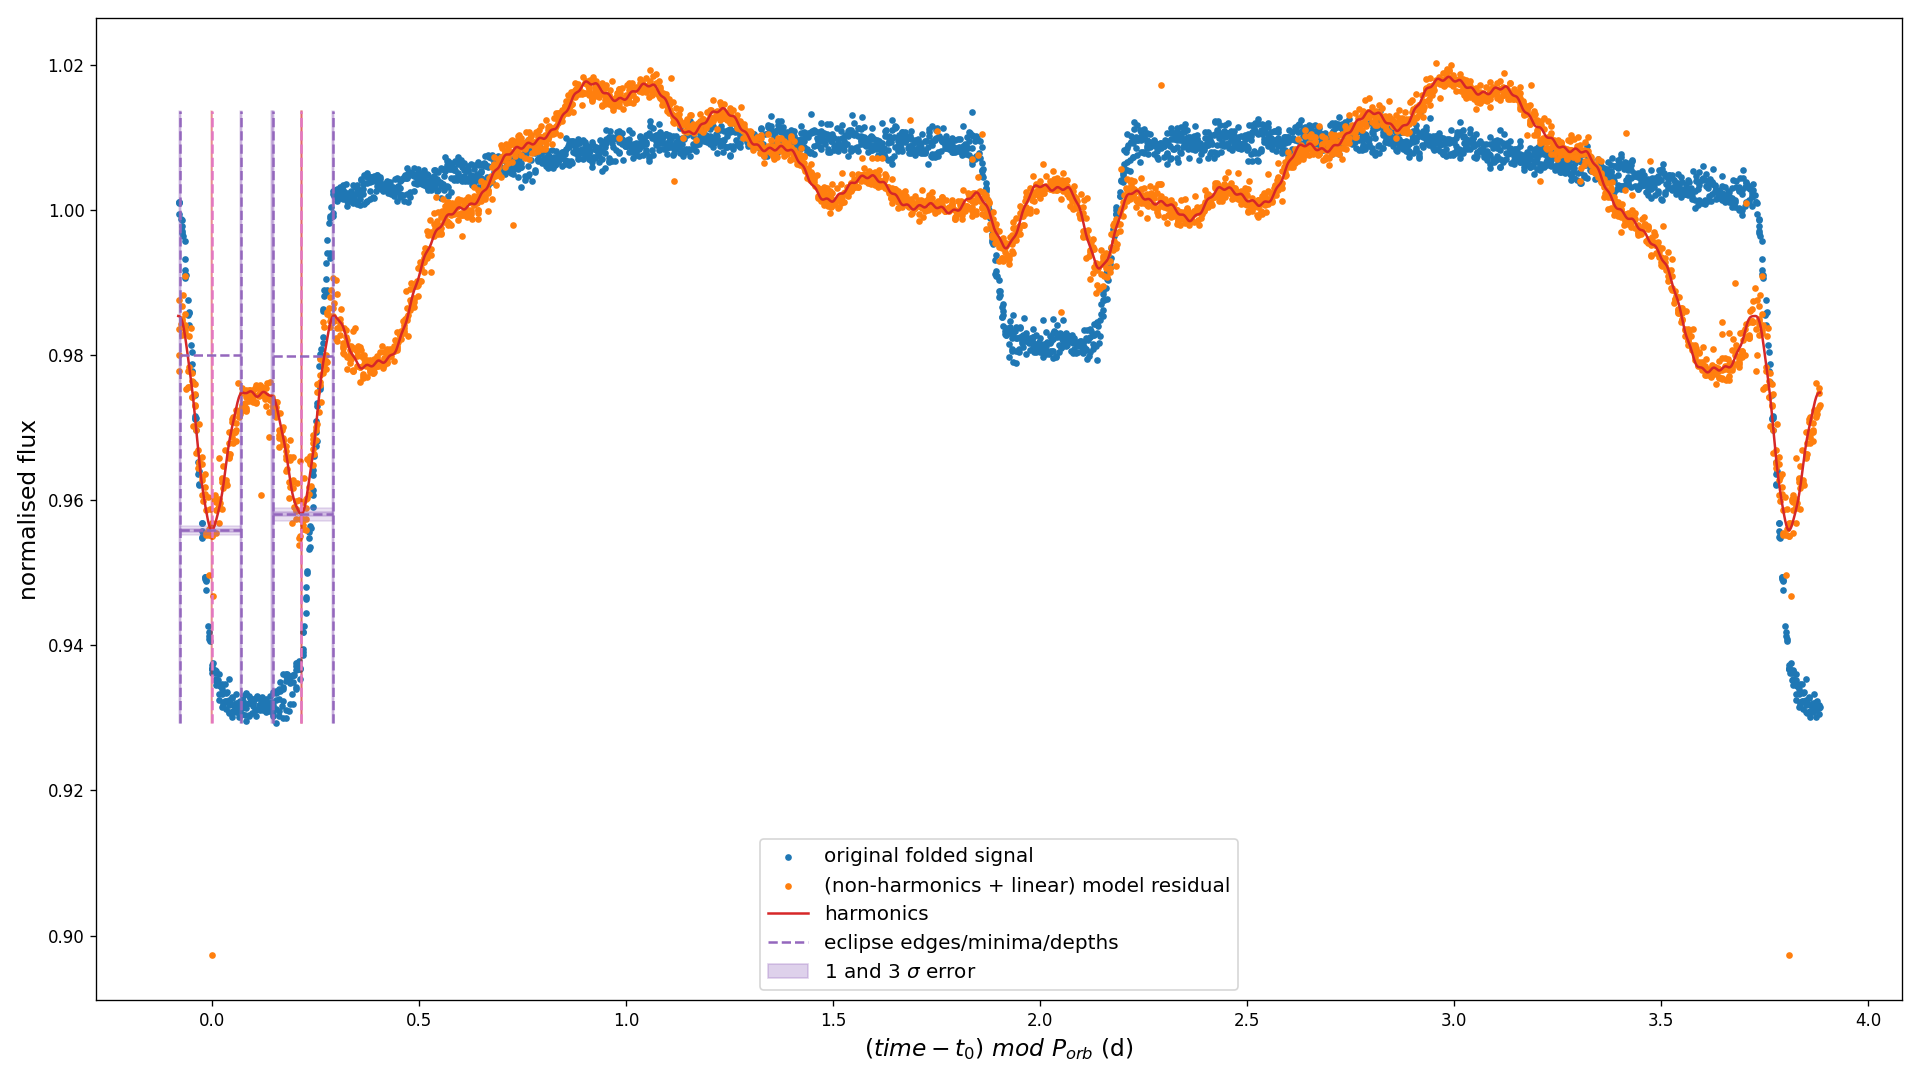 normalised flux
1.02
1.00
0.98
0.96
0.94
0.92
0.90
original folded signal
(non-harmonics + linear) model residual
harmonics
eclipse edges/minima/depths
1 and 3 σ error
0.0 0.5 1.0 1.5 2.0 2.5 3.0 3.5 4.0
(time − t₀) mod Pₒᵣb (d)